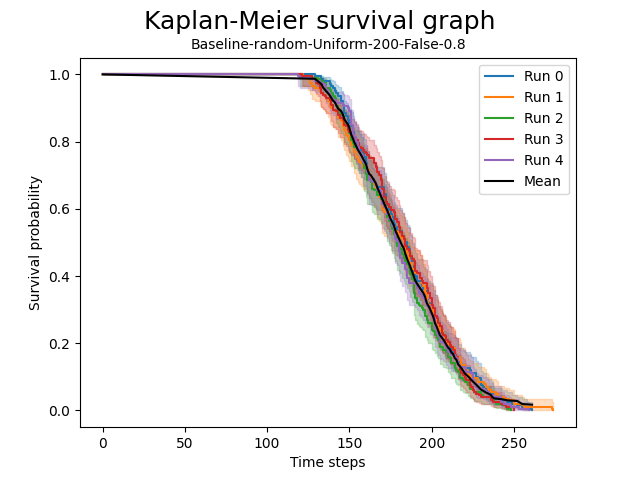 Kaplan-Meier survival graph
Baseline-random-Uniform-200-False-0.8
Survival probability
1.0
0.8
0.6
0.4
0.2
0.0
Run 0
Run 1
Run 2
Run 3
Run 4
Mean
0 50 100 150 200 250
Time steps